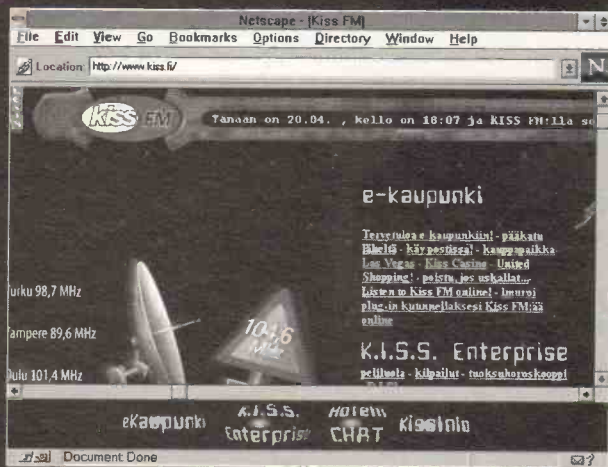 Netscape - [Kiss FM]
File Edit View Go Bookmarks Options Directory Window Help
Location: http://www.kiss.fi/
N
KISS FM
Tanaan on 20.04. , kello on 18:07 ja KISS FM:lla so
e-kaupunki
Tervetuloa e-kaupunkiin! - pääkatu
läheltä - käy postissa! - kauppapaikka
Las Vegas - Kiss Casino - United
Shopping! - poistu, jos uskallat...
Listen to Kiss FM online! - Imuroi
plug-in kuunnellaksesi Kiss FM:ää
online
Turku 98,7 MHz
Tampere 89,6 MHz
Oulu 101,4 MHz
104,6
MHz
K.I.S.S. Enterprise
peliluola - kilpailut - tuoksuhoroskooppi
eKaupunki
K.I.S.S.
Enterprise
Hotelli
CHAT
KissInfo
Document Done